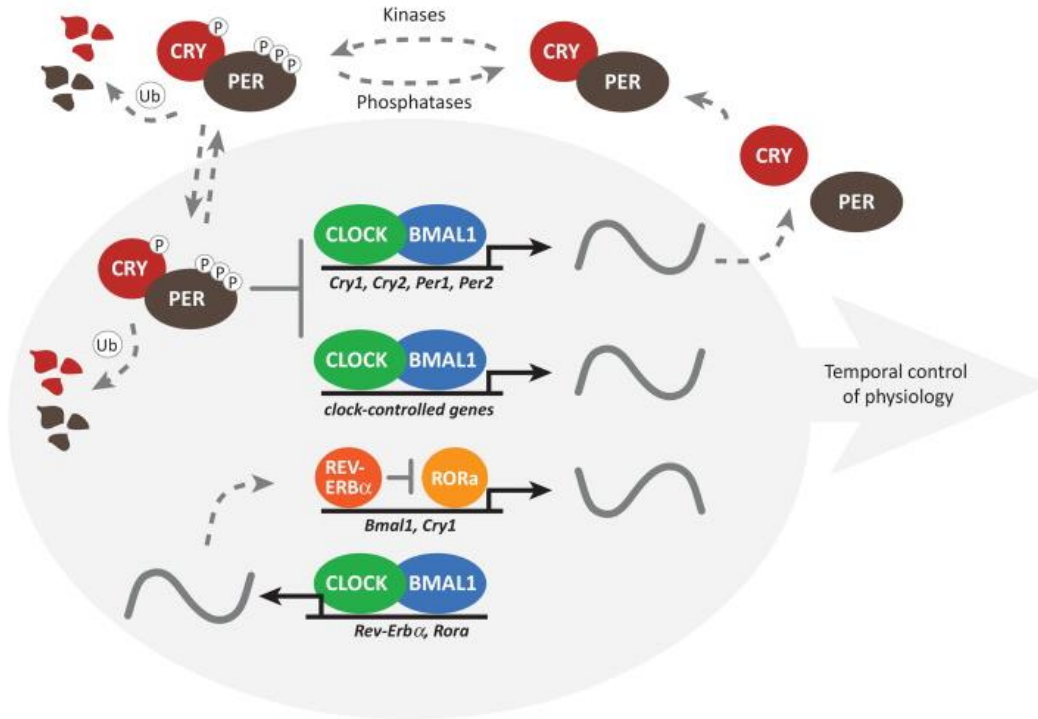 Kinases
CRY
P
P
P
P
PER
Ub
Phosphatases
CRY
PER
CRY
PER
CRY
P
P
P
P
PER
Ub
CLOCK
BMAL1
Cry1, Cry2, Per1, Per2
CLOCK
BMAL1
clock-controlled genes
Temporal control
of physiology
REV-
ERBα
RORa
Bmal1, Cry1
CLOCK
BMAL1
Rev-Erbα, Rora